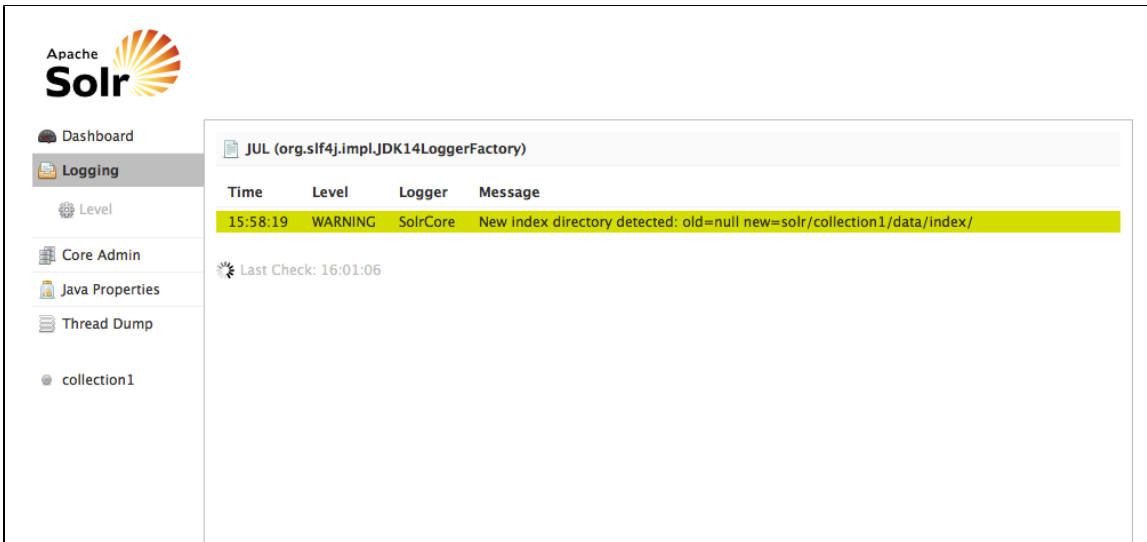 Apache
Solr
Dashboard
Logging
Level
Core Admin
Java Properties
Thread Dump
collection1
JUL (org.slf4j.impl.JDK14LoggerFactory)
Time Level Logger Message
15:58:19 WARNING SolrCore New index directory detected: old=null new=solr/collection1/data/index/
Last Check: 16:01:06